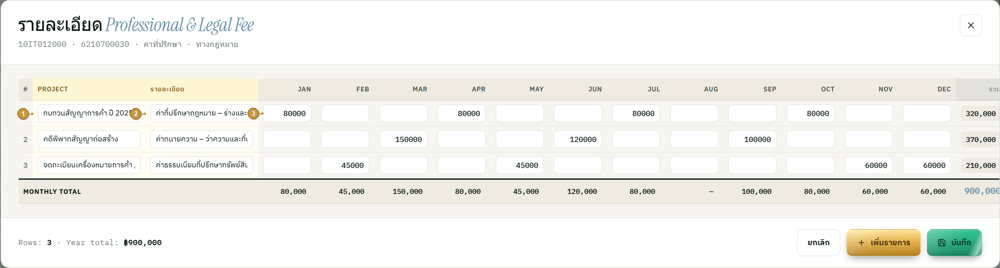 รายละเอียด Professional & Legal Fee
10IT012000 · 6210700030 · ค่าที่ปรึกษา - ทางกฎหมาย
# PROJECT รายละเอียด JAN FEB MAR APR MAY JUN JUL AUG SEP OCT NOV DEC
1 ทบทวนสัญญาการค้า ปี 2025 2 ค่าที่ปรึกษากฎหมาย – ร่างและ 3 80000 80000 80000 80000 320,000
2 คดีพิพาทสัญญาก่อสร้าง ค่าทนายความ – ว่าความและที่ 150000 120000 100000 370,000
3 จดทะเบียนเครื่องหมายการค้า ค่าธรรมเนียมที่ปรึกษาทรัพย์สิ 45000 45000 60000 60000 210,000
MONTHLY TOTAL 80,000 45,000 150,000 80,000 45,000 120,000 80,000 – 100,000 80,000 60,000 60,000 900,000
Rows: 3 · Year total: ฿900,000
ยกเลิก + เพิ่มรายการ บันทึก